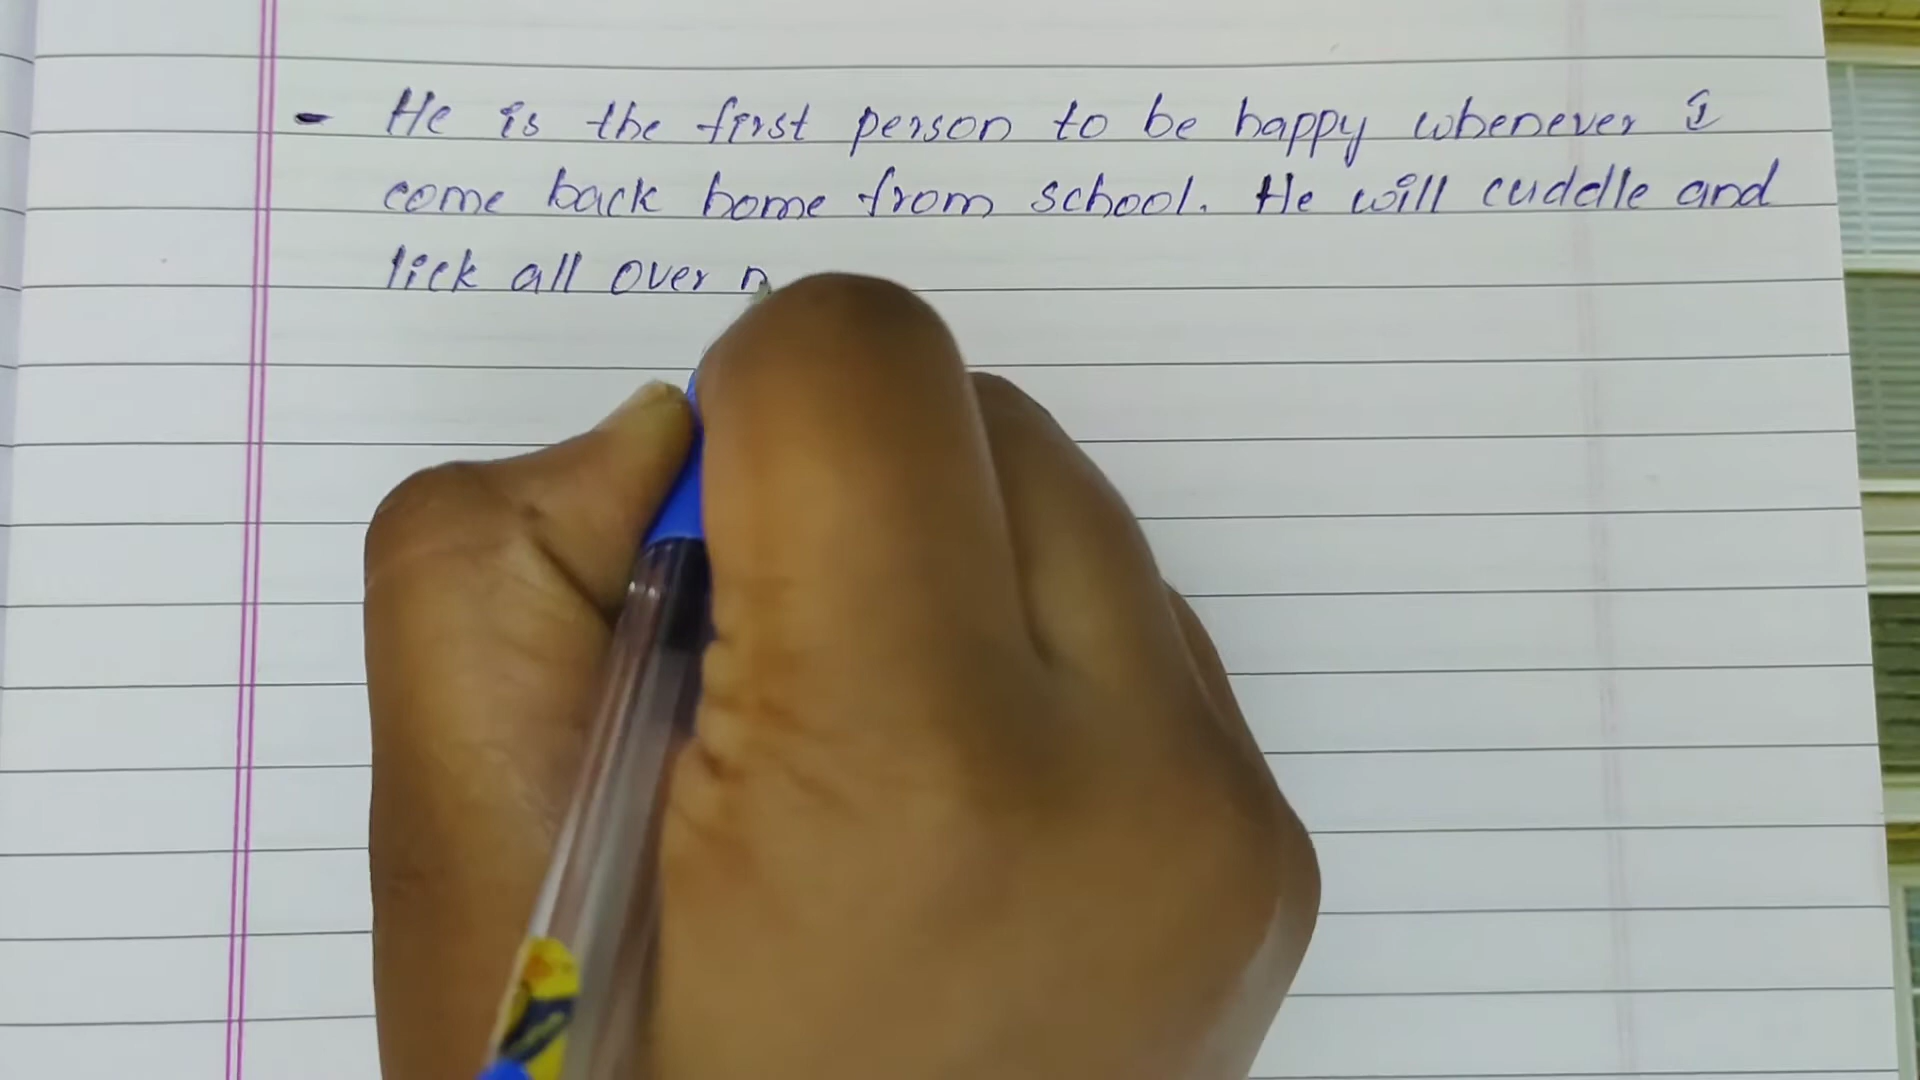 - He is the first person to be happy whenever I
come back home from school. He will cuddle and
lick all over